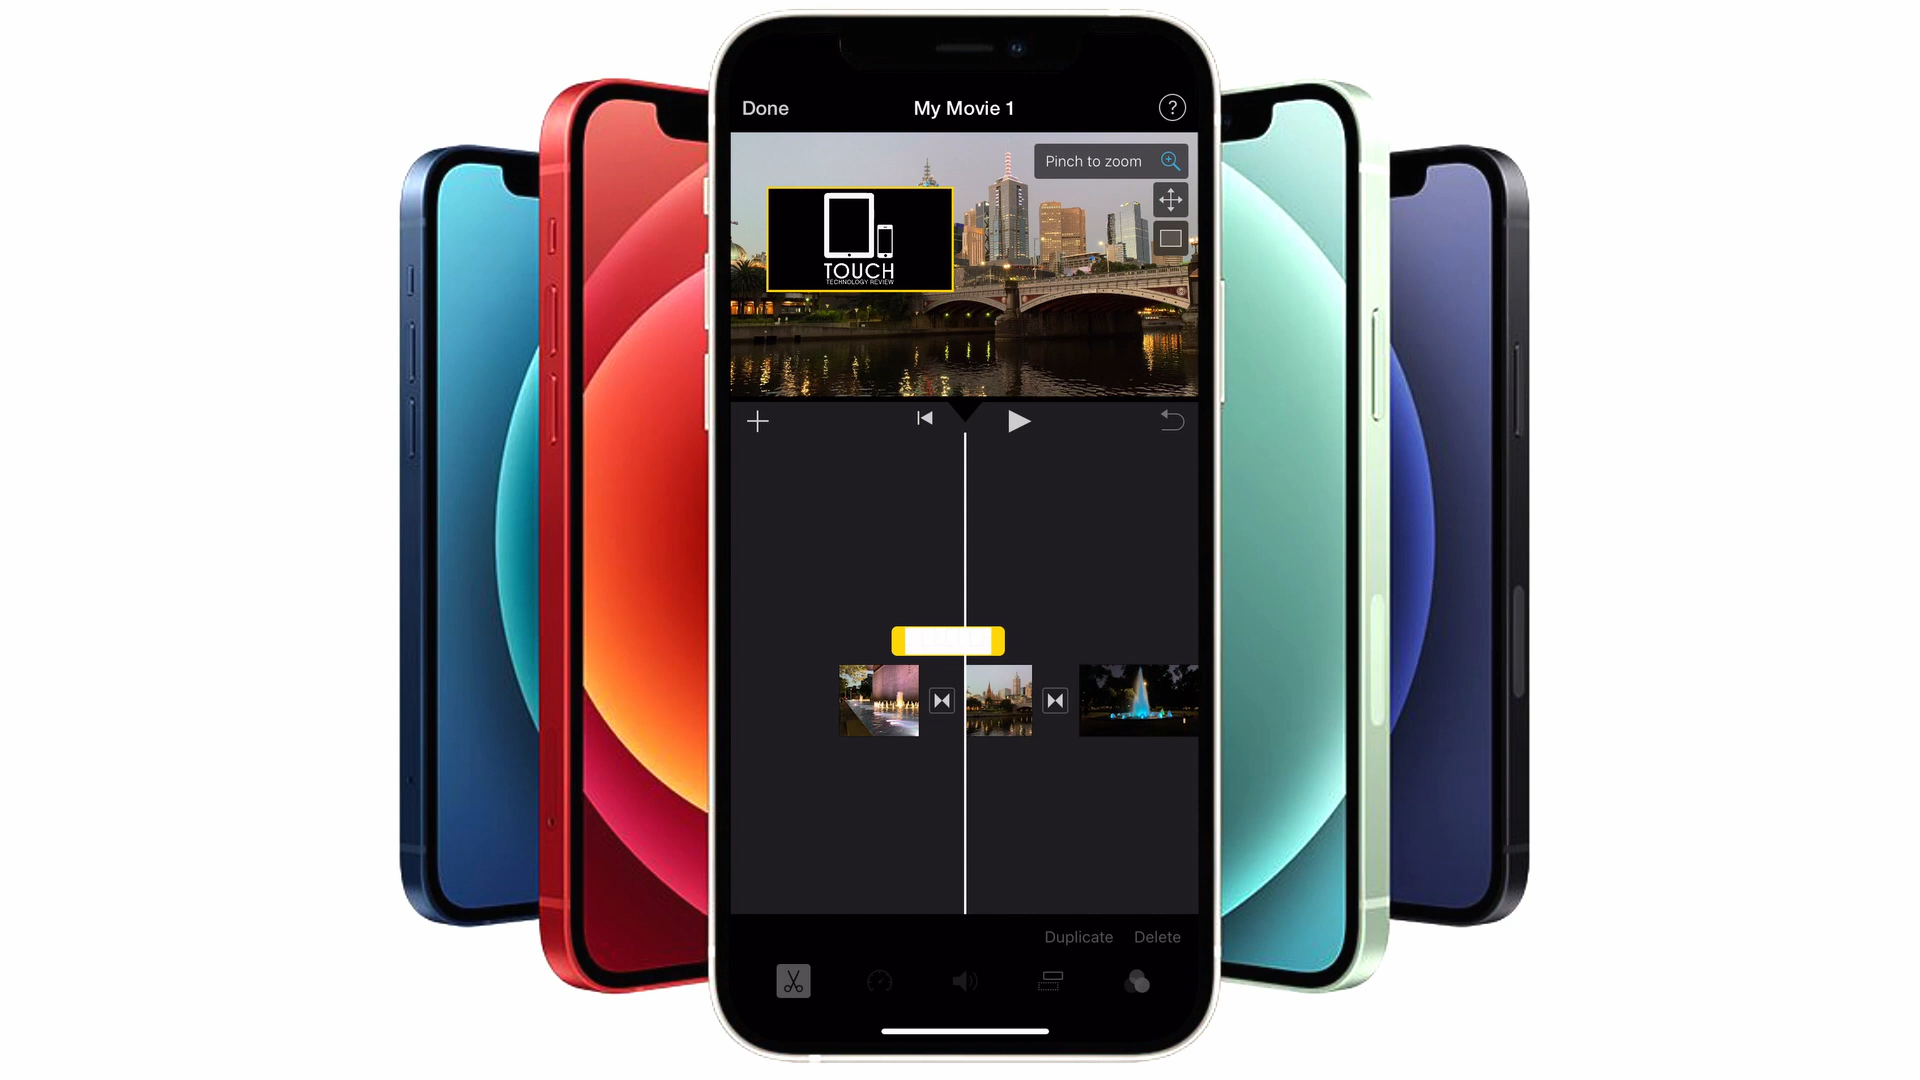 Done
My Movie 1
?
Pinch to zoom
TOUCH
TECHNOLOGY REVIEW
Duplicate
Delete